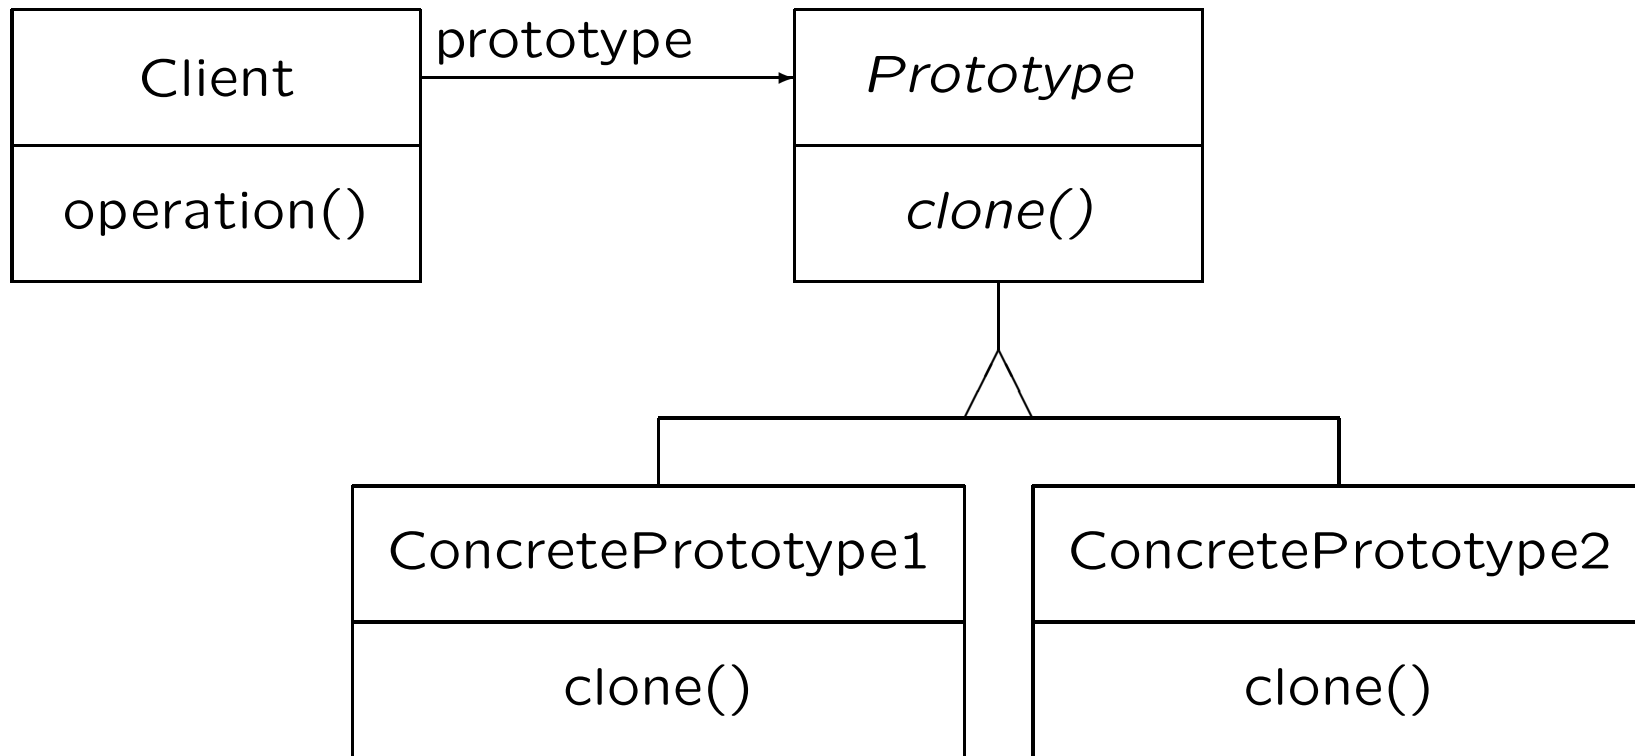 Client
prototype
Prototype
operation()
clone()
ConcretePrototype1
ConcretePrototype2
clone()
clone()